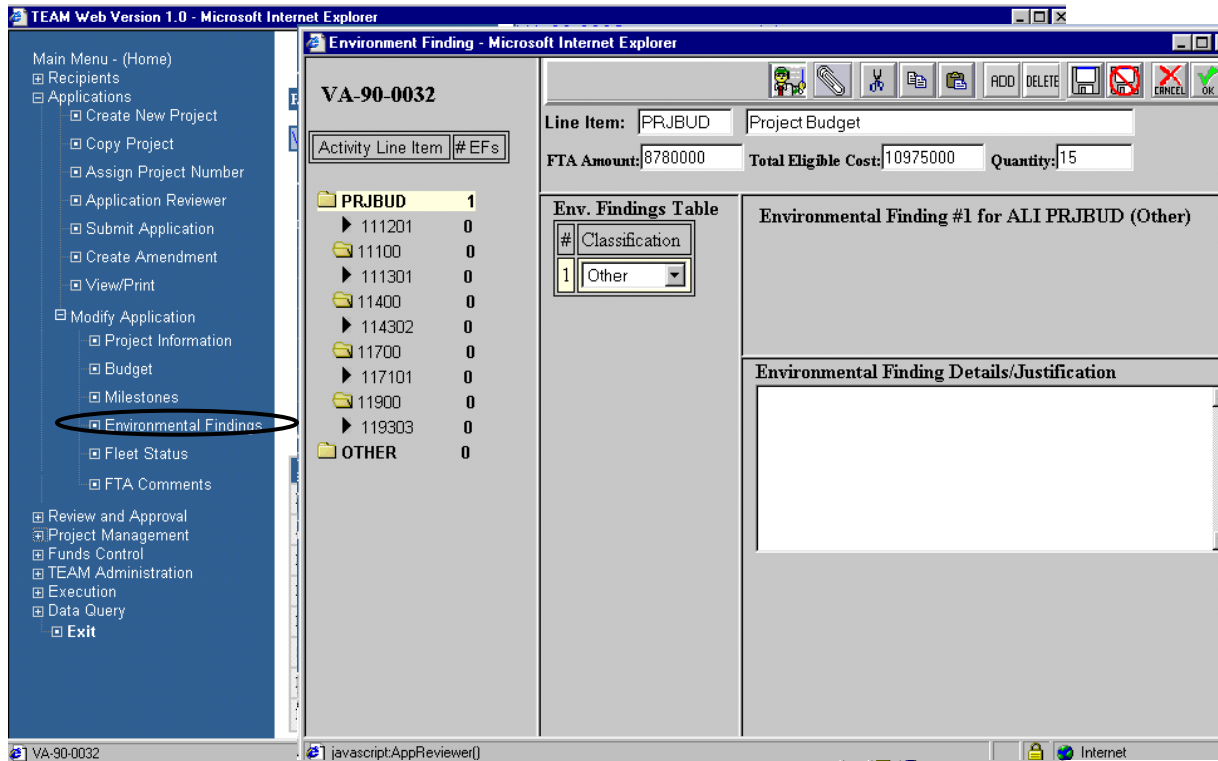 TEAM Web Version 1.0 - Microsoft Internet Explorer
Main Menu - (Home)
Recipients
Applications
Create New Project
Copy Project
Assign Project Number
Application Reviewer
Submit Application
Create Amendment
View/Print
Modify Application
Project Information
Budget
Milestones
Environmental Findings
Fleet Status
FTA Comments
Review and Approval
Project Management
Funds Control
TEAM Administration
Execution
Data Query
Exit
VA-90-0032
Environment Finding - Microsoft Internet Explorer
VA-90-0032
ADD DELETE CANCEL OK
Line Item: PRJBUD Project Budget
FTA Amount: 8780000 Total Eligible Cost: 10975000 Quantity: 15
Activity Line Item # EFs
PRJBUD 1
111201 0
11100 0
111301 0
11400 0
114302 0
11700 0
117101 0
11900 0
119303 0
OTHER 0
Env. Findings Table
# Classification
1 Other
Environmental Finding #1 for ALI PRJBUD (Other)
Environmental Finding Details/Justification
javascript:AppReviewer()
Internet